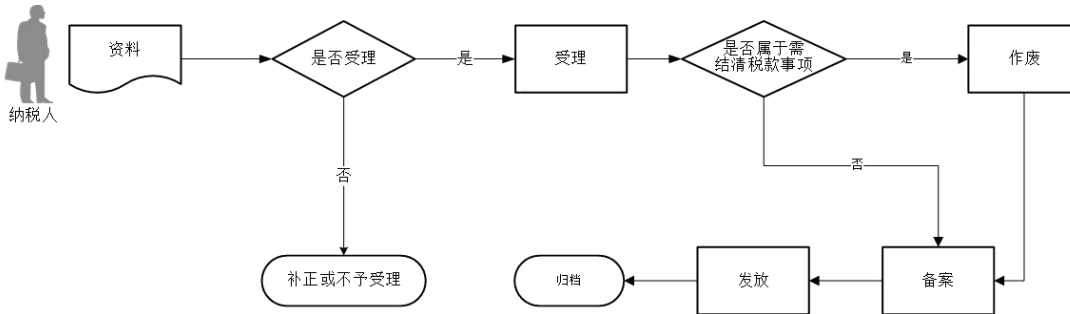 纳税人
资料
是否受理
是
受理
是否属于需
结清税款事项
是
作废
否
否
补正或不予受理
归档
发放
备案